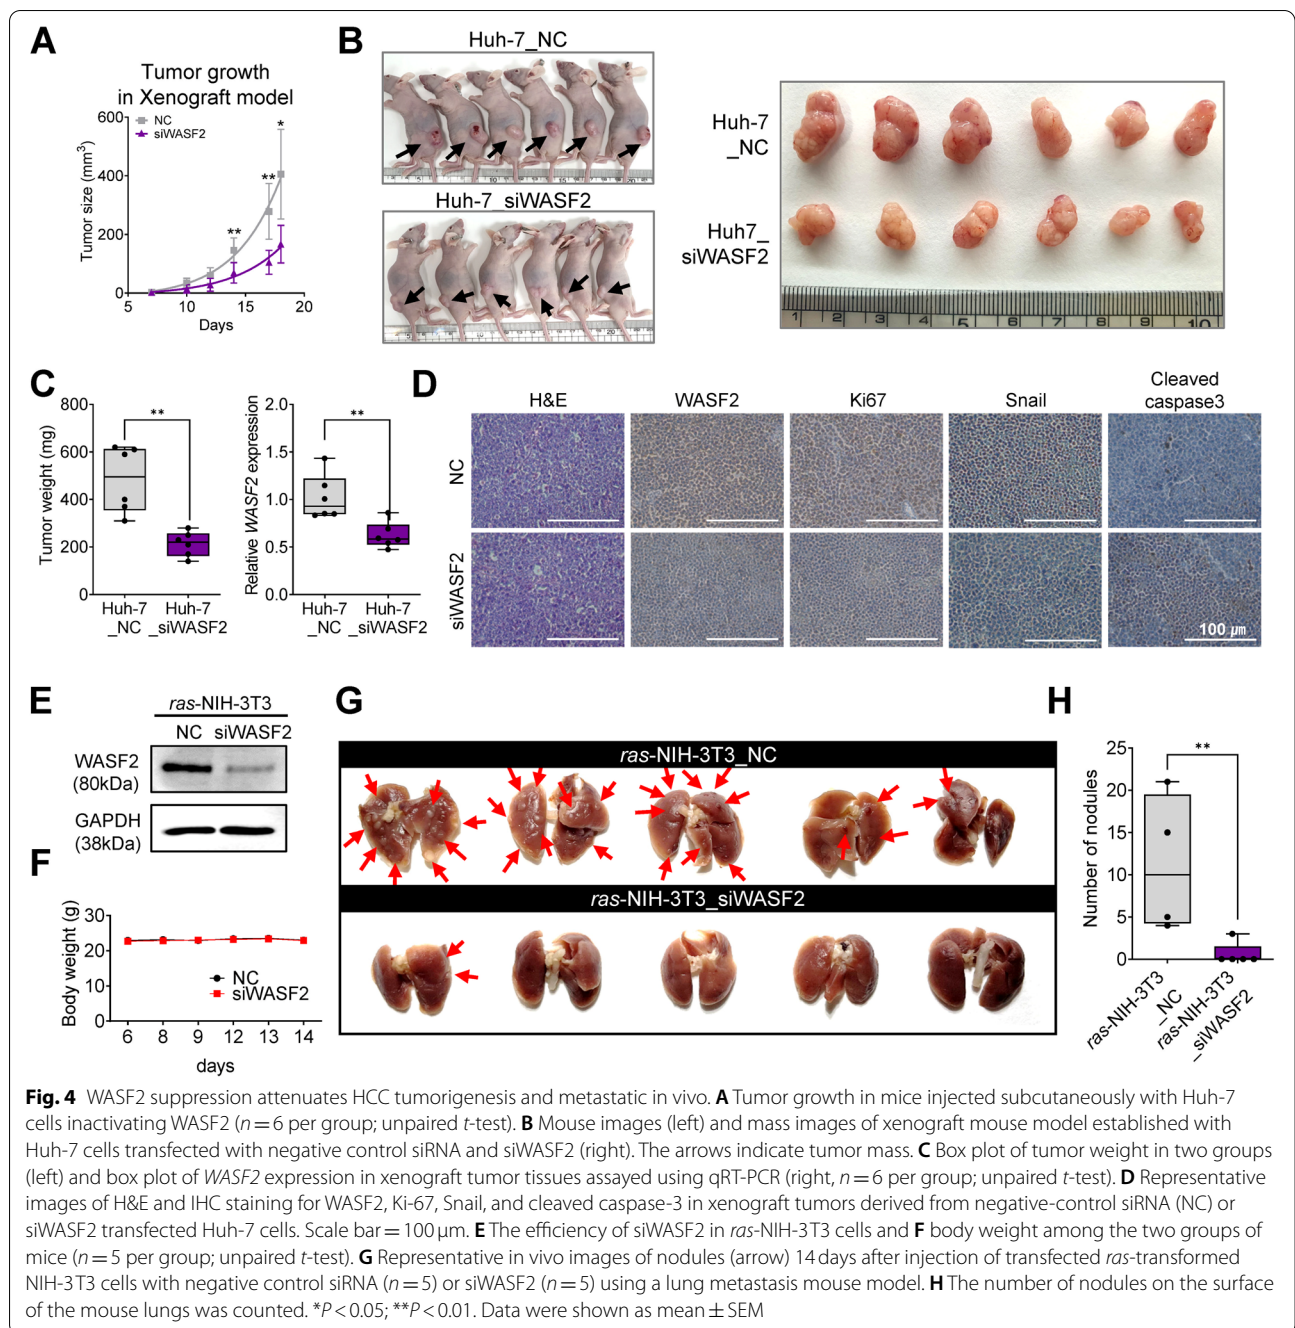 A
Tumor growth
in Xenograft model
NC
siWASF2
Tumor size (mm³)
600
400
200
0
5
10
15
20
Days
**
**
*
B
Huh-7_NC
Huh-7_siWASF2
Huh-7
_NC
Huh7_
siWASF2
1 2 3 4 5 6 7 8 9 10
C
Tumor weight (mg)
800
600
400
200
0
**
Huh-7
_NC
Huh-7
_siWASF2
Relative WASF2 expression
2.0
1.5
1.0
0.5
0.0
**
Huh-7
_NC
Huh-7
_siWASF2
D
H&E
WASF2
Ki67
Snail
Cleaved
caspase3
NC
siWASF2
100 µm
E
ras-NIH-3T3
NC siWASF2
WASF2
(80kDa)
GAPDH
(38kDa)
F
Body weight (g)
30
20
10
0
NC
siWASF2
6 8 9 12 13 14
days
G
ras-NIH-3T3_NC
ras-NIH-3T3_siWASF2
H
Number of nodules
25
20
15
10
5
0
**
ras-NIH-3T3
_NC
ras-NIH-3T3
_siWASF2
Fig. 4 WASF2 suppression attenuates HCC tumorigenesis and metastatic in vivo. A Tumor growth in mice injected subcutaneously with Huh-7
cells inactivating WASF2 (n = 6 per group; unpaired t-test). B Mouse images (left) and mass images of xenograft mouse model established with
Huh-7 cells transfected with negative control siRNA and siWASF2 (right). The arrows indicate tumor mass. C Box plot of tumor weight in two groups
(left) and box plot of WASF2 expression in xenograft tumor tissues assayed using qRT-PCR (right, n = 6 per group; unpaired t-test). D Representative
images of H&E and IHC staining for WASF2, Ki-67, Snail, and cleaved caspase-3 in xenograft tumors derived from negative-control siRNA (NC) or
siWASF2 transfected Huh-7 cells. Scale bar = 100 µm. E The efficiency of siWASF2 in ras-NIH-3T3 cells and F body weight among the two groups of
mice (n = 5 per group; unpaired t-test). G Representative in vivo images of nodules (arrow) 14 days after injection of transfected ras-transformed
NIH-3T3 cells with negative control siRNA (n = 5) or siWASF2 (n = 5) using a lung metastasis mouse model. H The number of nodules on the surface
of the mouse lungs was counted. *P < 0.05; **P < 0.01. Data were shown as mean ± SEM